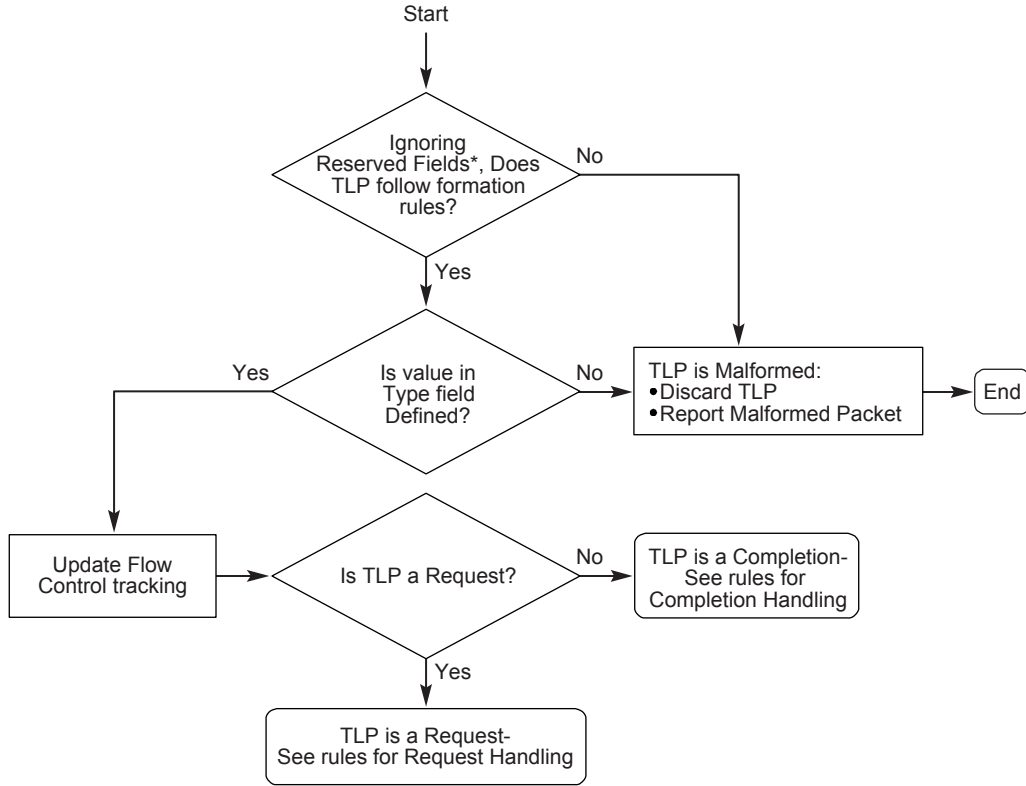 Start
Ignoring
Reserved Fields*, Does
TLP follow formation
rules?
No
Yes
Is value in
Type field
Defined?
Yes
No
TLP is Malformed:
•Discard TLP
•Report Malformed Packet
End
Update Flow
Control tracking
Is TLP a Request?
No
TLP is a Completion-
See rules for
Completion Handling
Yes
TLP is a Request-
See rules for Request Handling